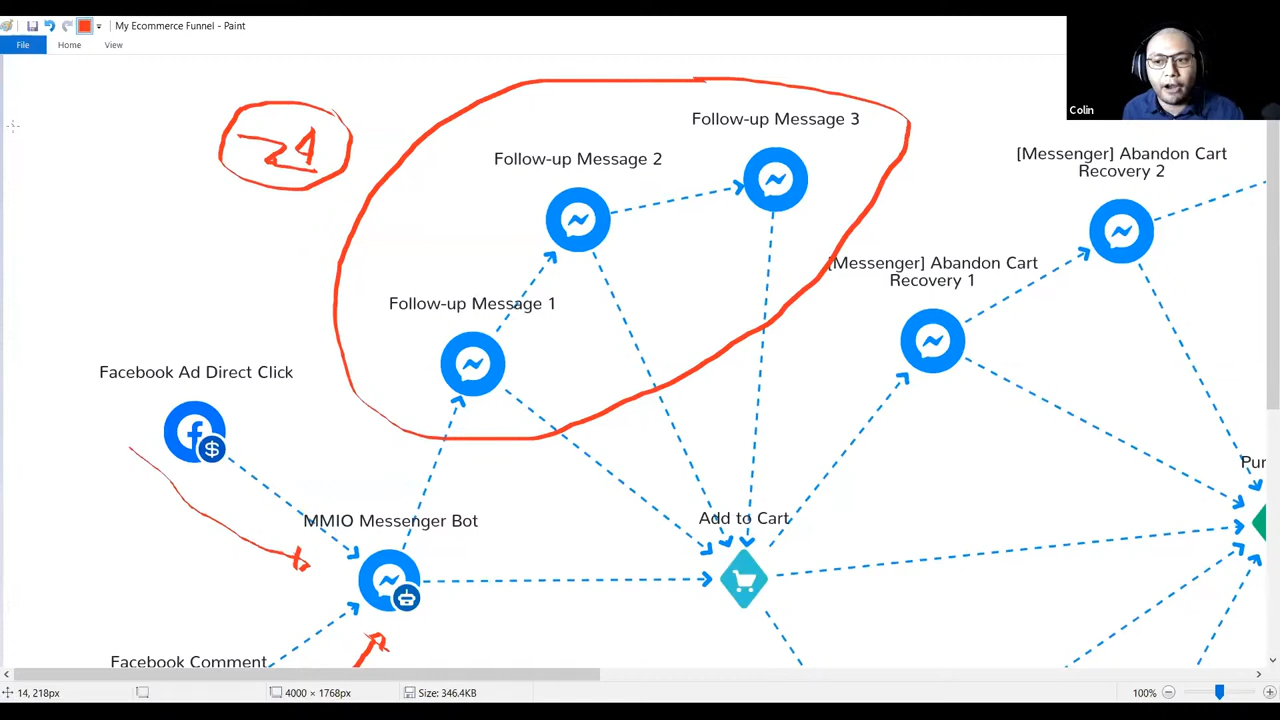 My Ecommerce Funnel - Paint
File
Home
View
Colin
24
Follow-up Message 3
Follow-up Message 2
[Messenger] Abandon Cart
Recovery 2
[Messenger] Abandon Cart
Recovery 1
Follow-up Message 1
Facebook Ad Direct Click
$
Pur
MMIO Messenger Bot
Add to Cart
Facebook Comment
14, 218px
4000 × 1768px
Size: 346.4KB
100%